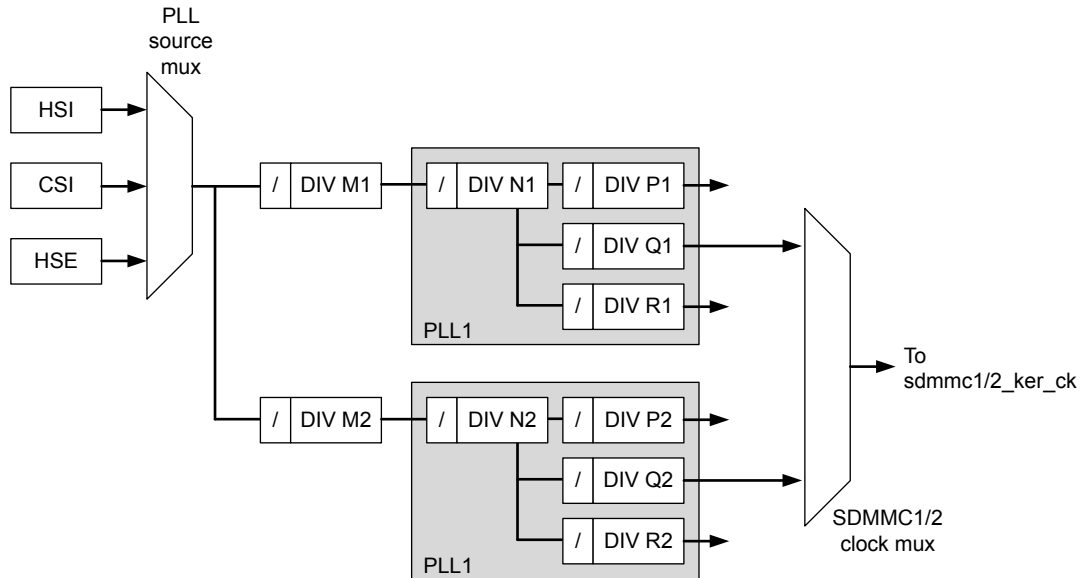 PLL
source
mux
HSI
CSI
HSE
/ DIV M1
/ DIV N1
/ DIV P1
/ DIV Q1
/ DIV R1
PLL1
/ DIV M2
/ DIV N2
/ DIV P2
/ DIV Q2
/ DIV R2
PLL1
To
sdmmc1/2_ker_ck
SDMMC1/2
clock mux